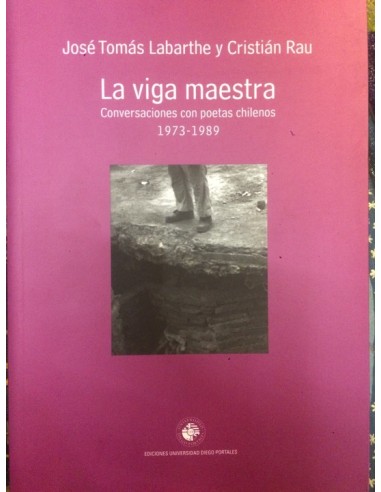 José Tomás Labarthe y Cristián Rau
La viga maestra
Conversaciones con poetas chilenos
1973-1989
EDICIONES UNIVERSIDAD DIEGO PORTALES